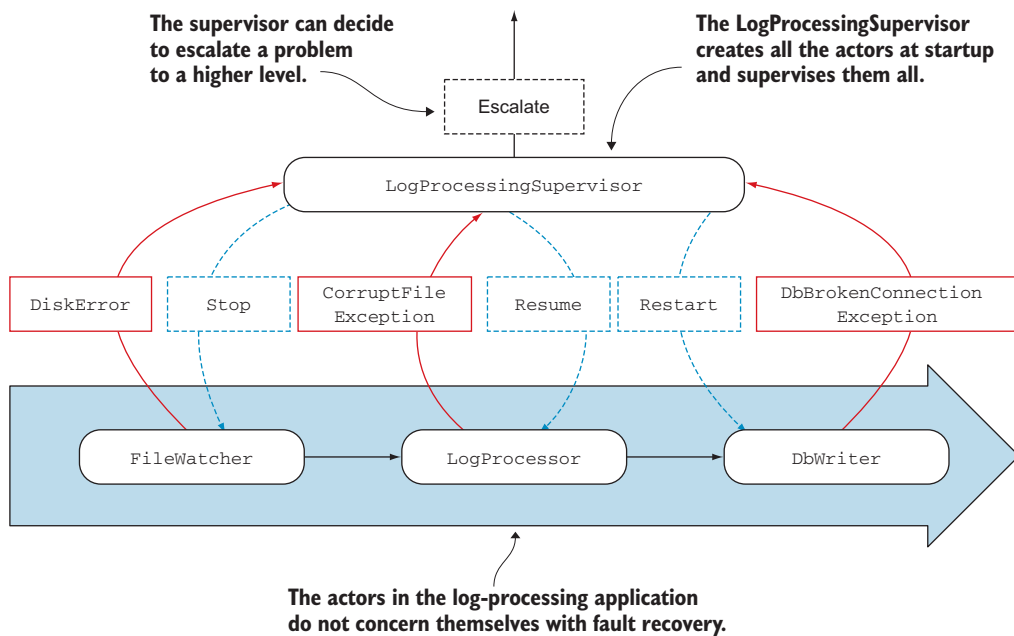 The supervisor can decide
to escalate a problem
to a higher level.
The LogProcessingSupervisor
creates all the actors at startup
and supervises them all.
Escalate
LogProcessingSupervisor
DiskError
Stop
CorruptFile
Exception
Resume
Restart
DbBrokenConnection
Exception
FileWatcher
LogProcessor
DbWriter
The actors in the log-processing application
do not concern themselves with fault recovery.